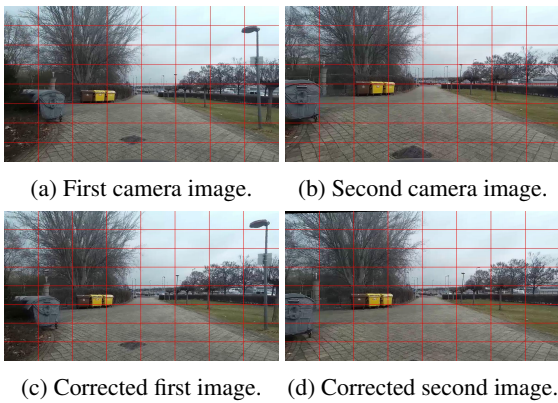 (a) First camera image.
(b) Second camera image.
(c) Corrected first image.
(d) Corrected second image.